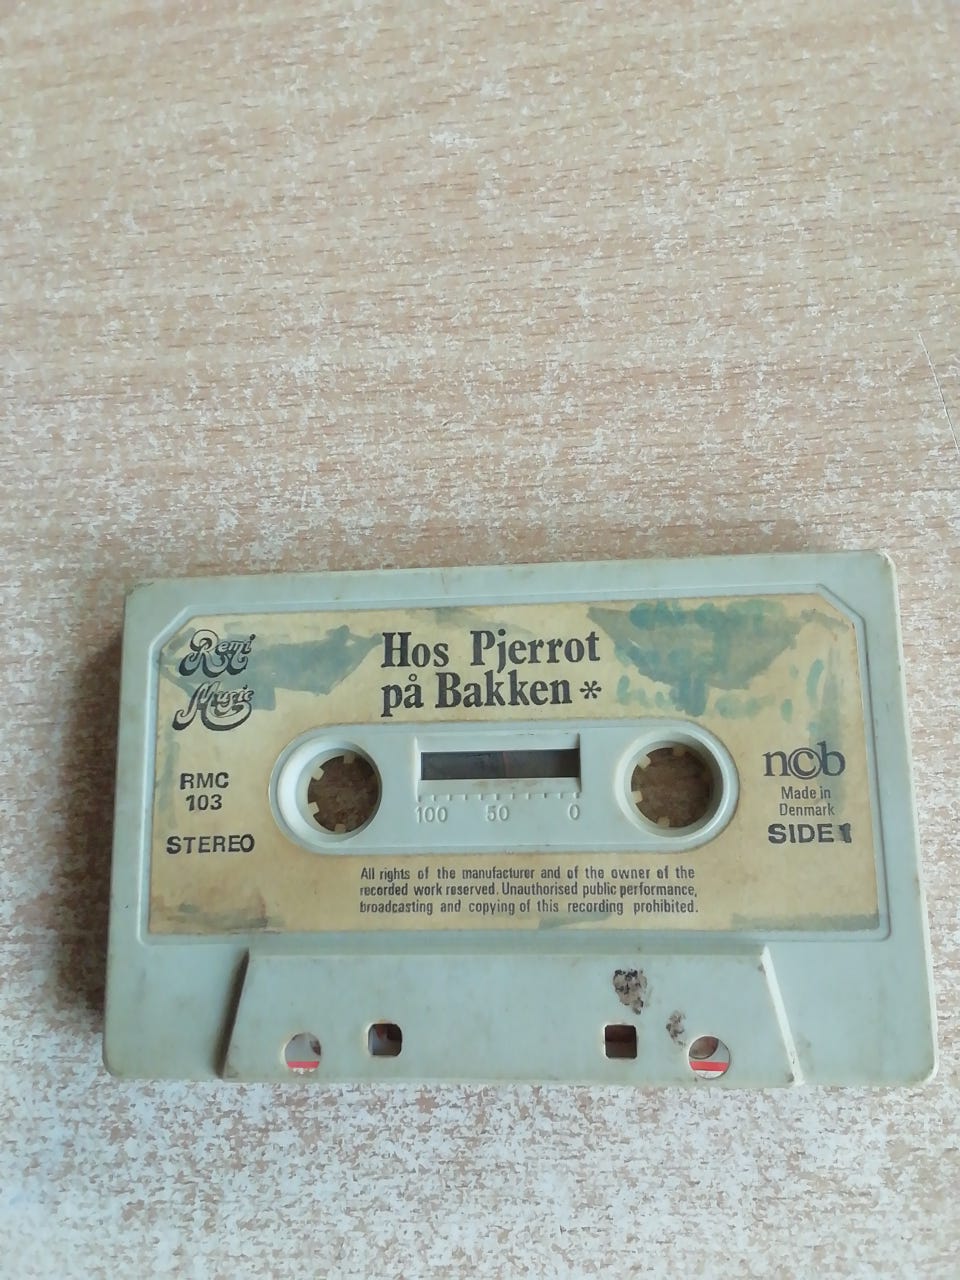 Remi
Music
Hos Pjerrot
på Bakken *
RMC
103
STEREO
100 50 0
ncb
Made in
Denmark
SIDE 1
All rights of the manufacturer and of the owner of the
recorded work reserved. Unauthorised public performance,
broadcasting and copying of this recording prohibited.